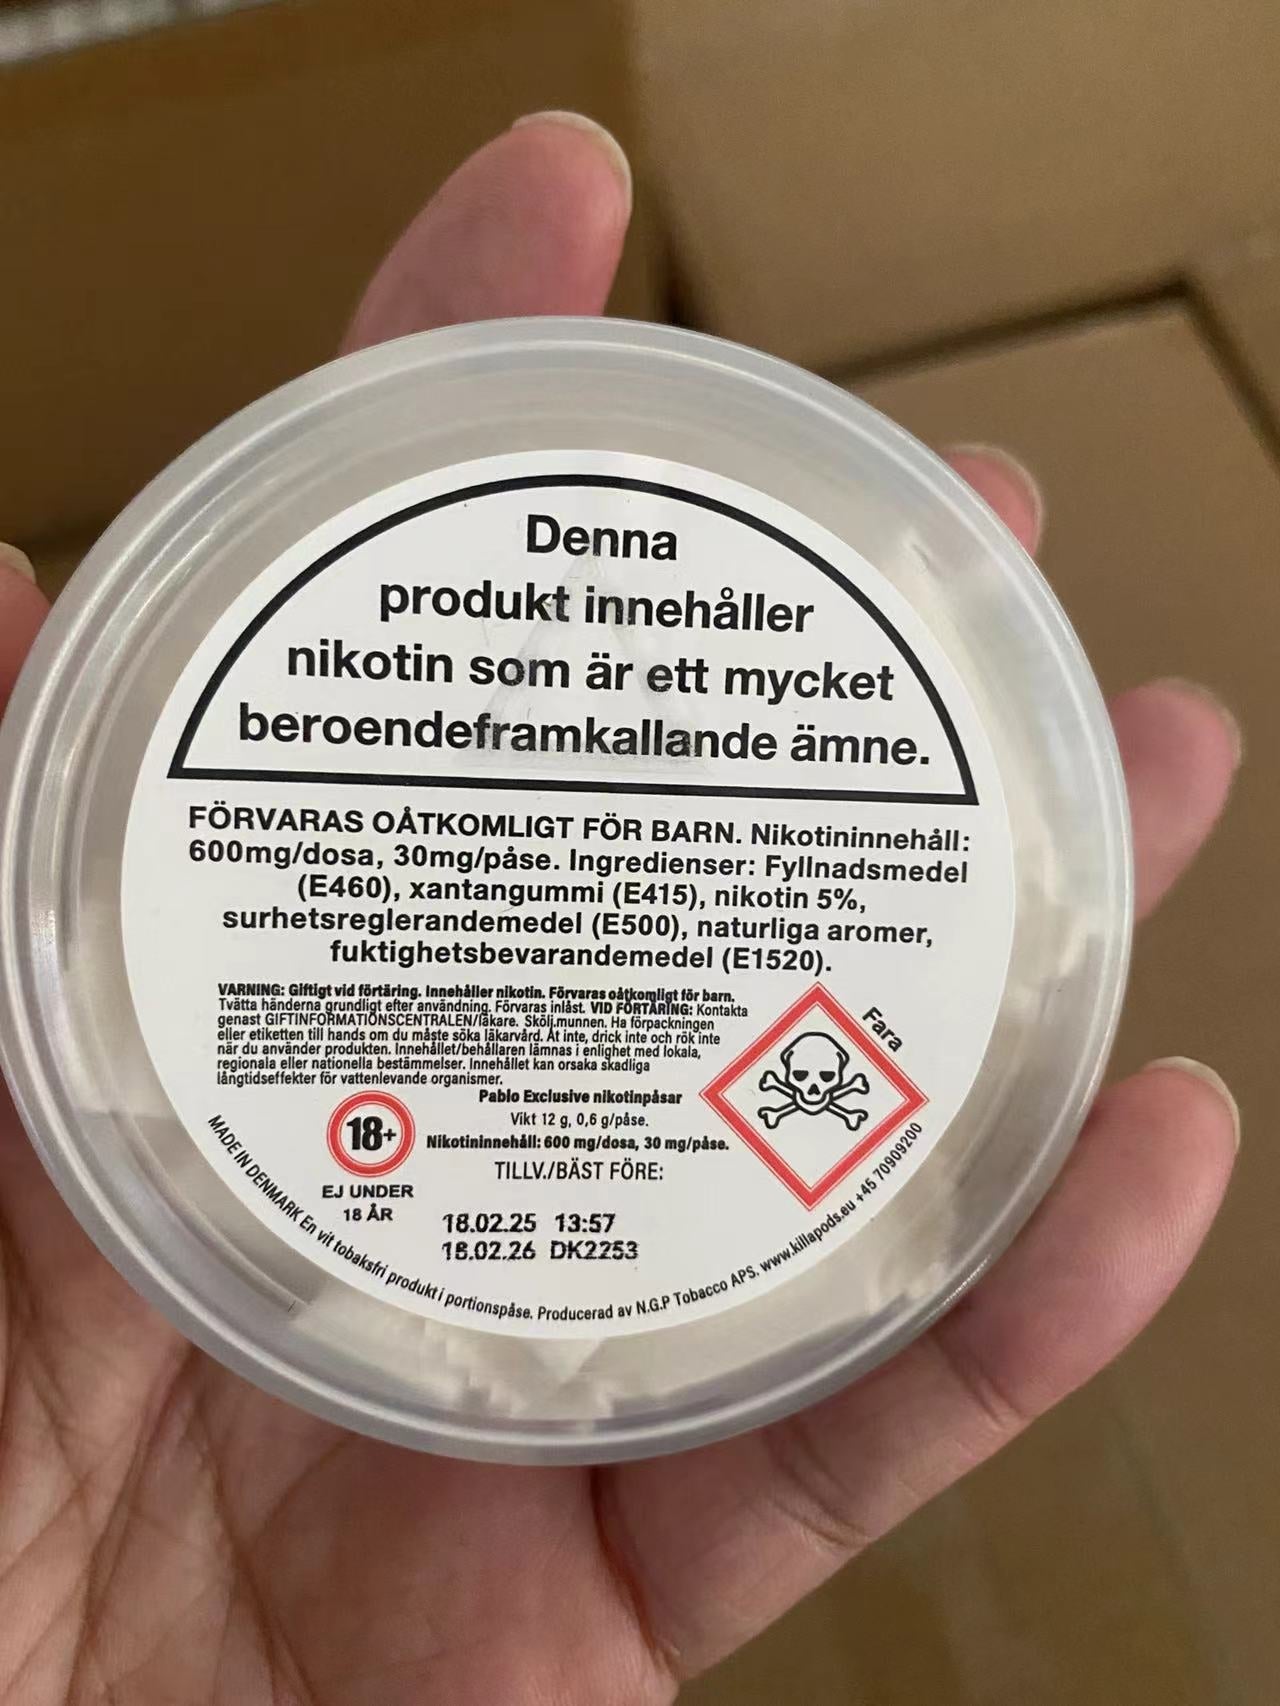 Denna
produkt innehåller
nikotin som är ett mycket
beroendeframkallande ämne.
FÖRVARAS OÅTKOMLIGT FÖR BARN. Nikotininnehåll:
600mg/dosa, 30mg/påse. Ingredienser: Fyllnadsmedel
(E460), xantangummi (E415), nikotin 5%,
surhetsreglerandemedel (E500), naturliga aromer,
fuktighetsbevarandemedel (E1520).
VARNING: Giftigt vid förtäring. Innehåller nikotin. Förvaras oåtkomligt för barn.
Tvätta händerna grundligt efter användning. Förvaras inlåst. VID FÖRTÄRING: Kontakta
genast GIFTINFORMATIONSCENTRALEN/läkare. Skölj.munnen. Ha förpackningen
eller etiketten till hands om du måste söka läkarvård. Ät inte, drick inte och rök inte
när du använder produkten. Innehållet/behållaren lämnas i enlighet med lokala,
regionala eller nationella bestämmelser. Innehållet kan orsaka skadliga
långtidseffekter för vattenlevande organismer.
Fara
Pablo Exclusive nikotinpåsar
Vikt 12 g, 0,6 g/påse.
Nikotininnehåll: 600 mg/dosa, 30 mg/påse.
TILLV./BÄST FÖRE:
18+
EJ UNDER
18 ÅR
18.02.25 13:57
18.02.26 DK2253
MADE IN DENMARK En vit tobaksfri produkt i portionspåse. Producerad av N.G.P Tobacco APS. www.killapods.eu +45 70909200